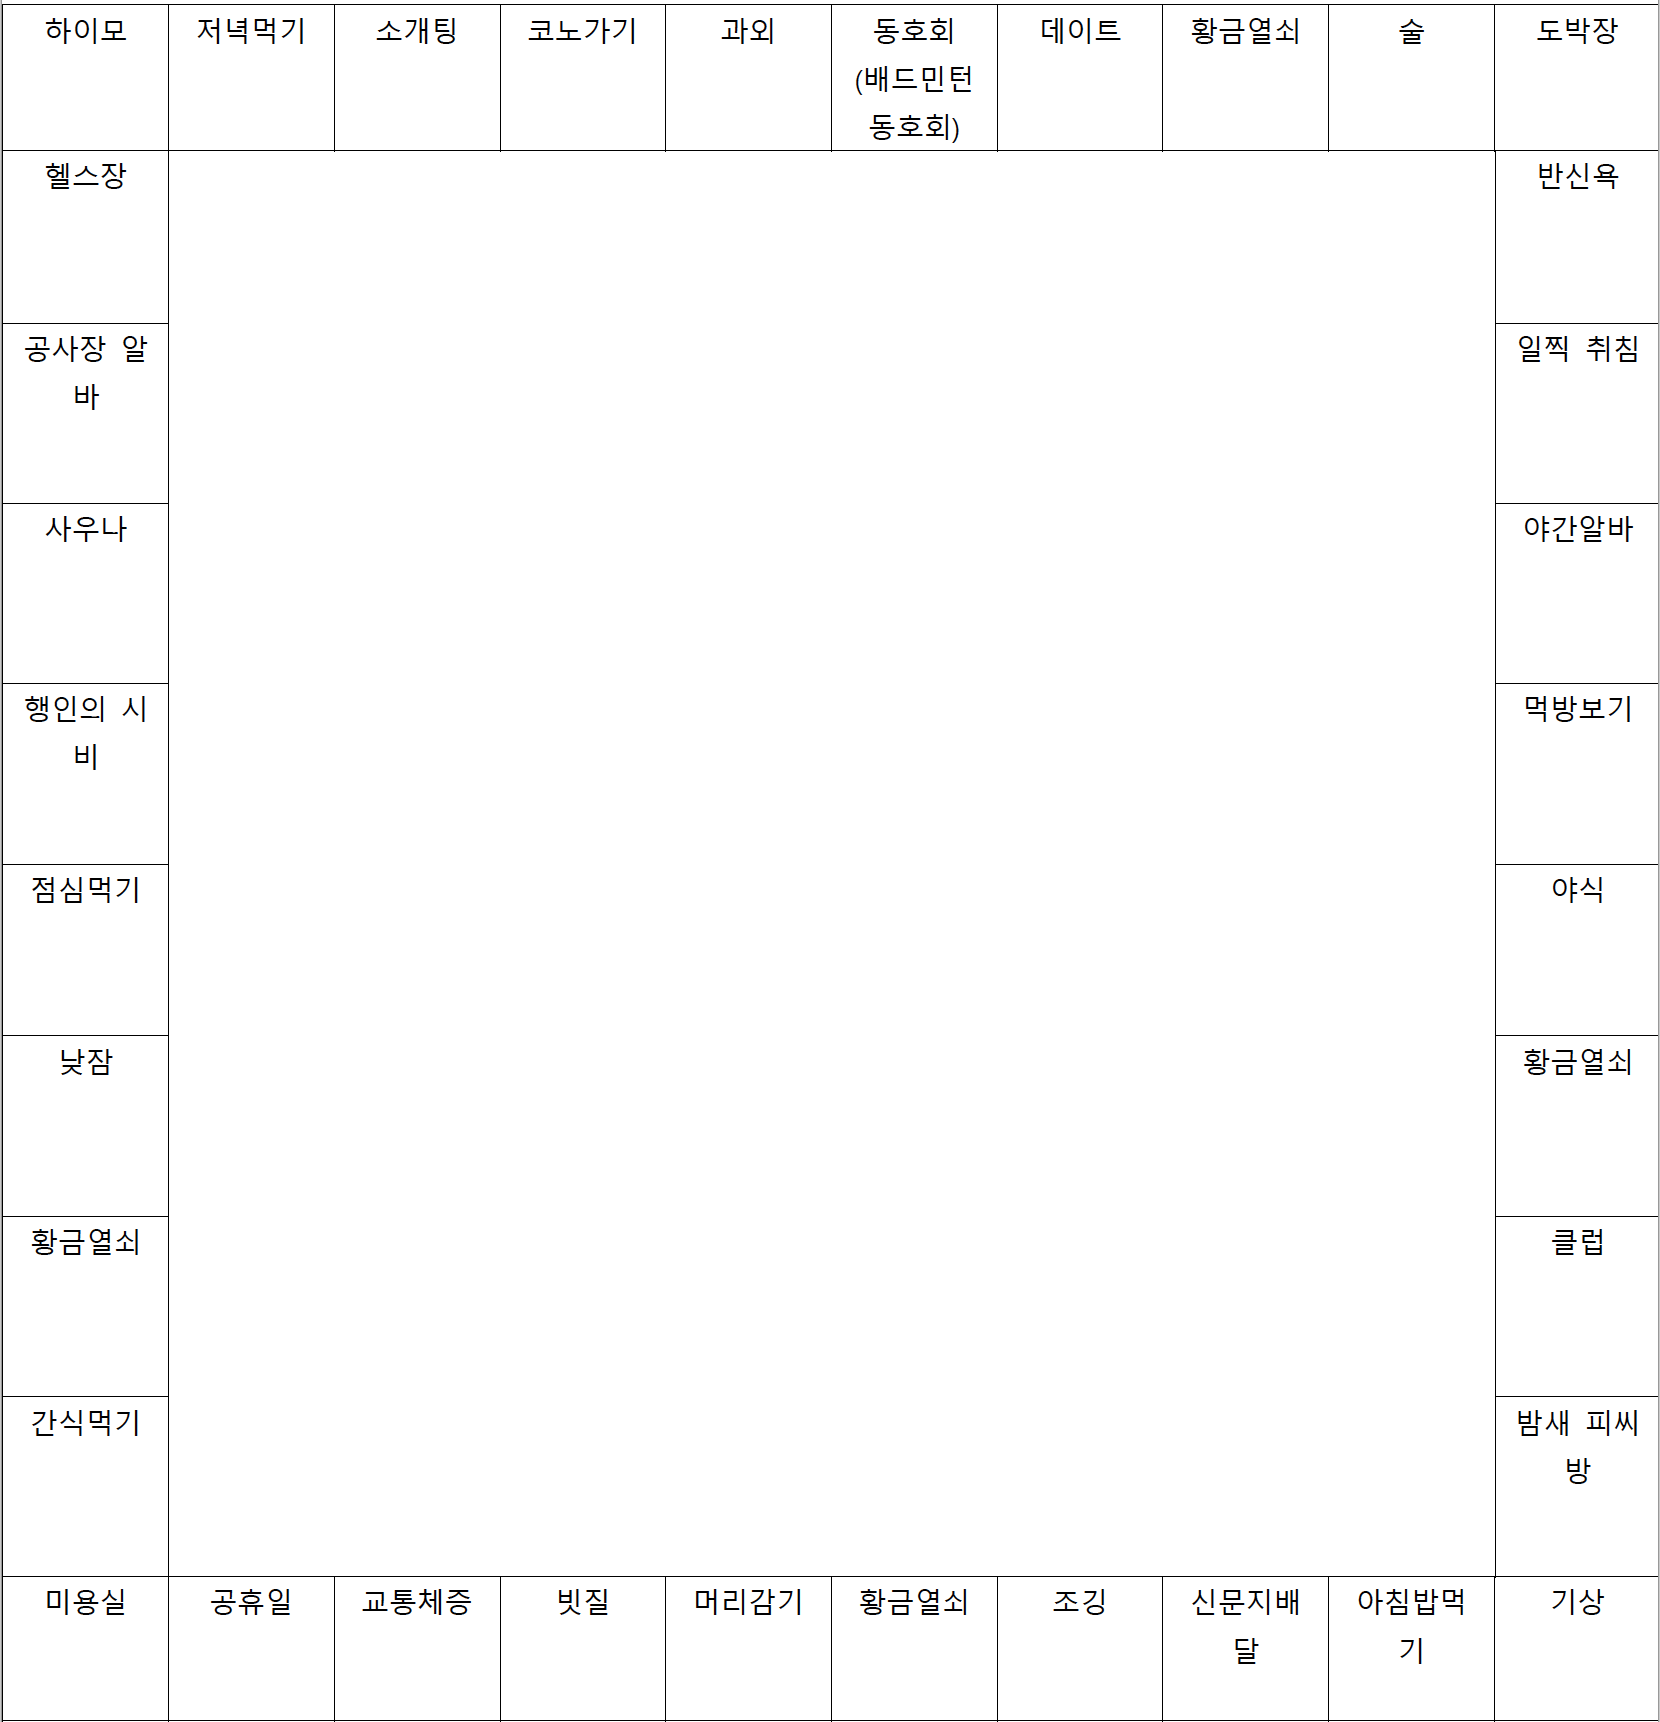 하이모
저녁먹기
소개팅
코노가기
과외
동호회
(배드민턴
동호회)
데이트
황금열쇠
술
도박장
헬스장
반신욕
공사장 알
바
일찍 취침
사우나
야간알바
행인의 시
비
먹방보기
점심먹기
야식
낮잠
황금열쇠
황금열쇠
클럽
간식먹기
밤새 피씨
방
미용실
공휴일
교통체증
빗질
머리감기
황금열쇠
조깅
신문지배
달
아침밥먹
기
기상